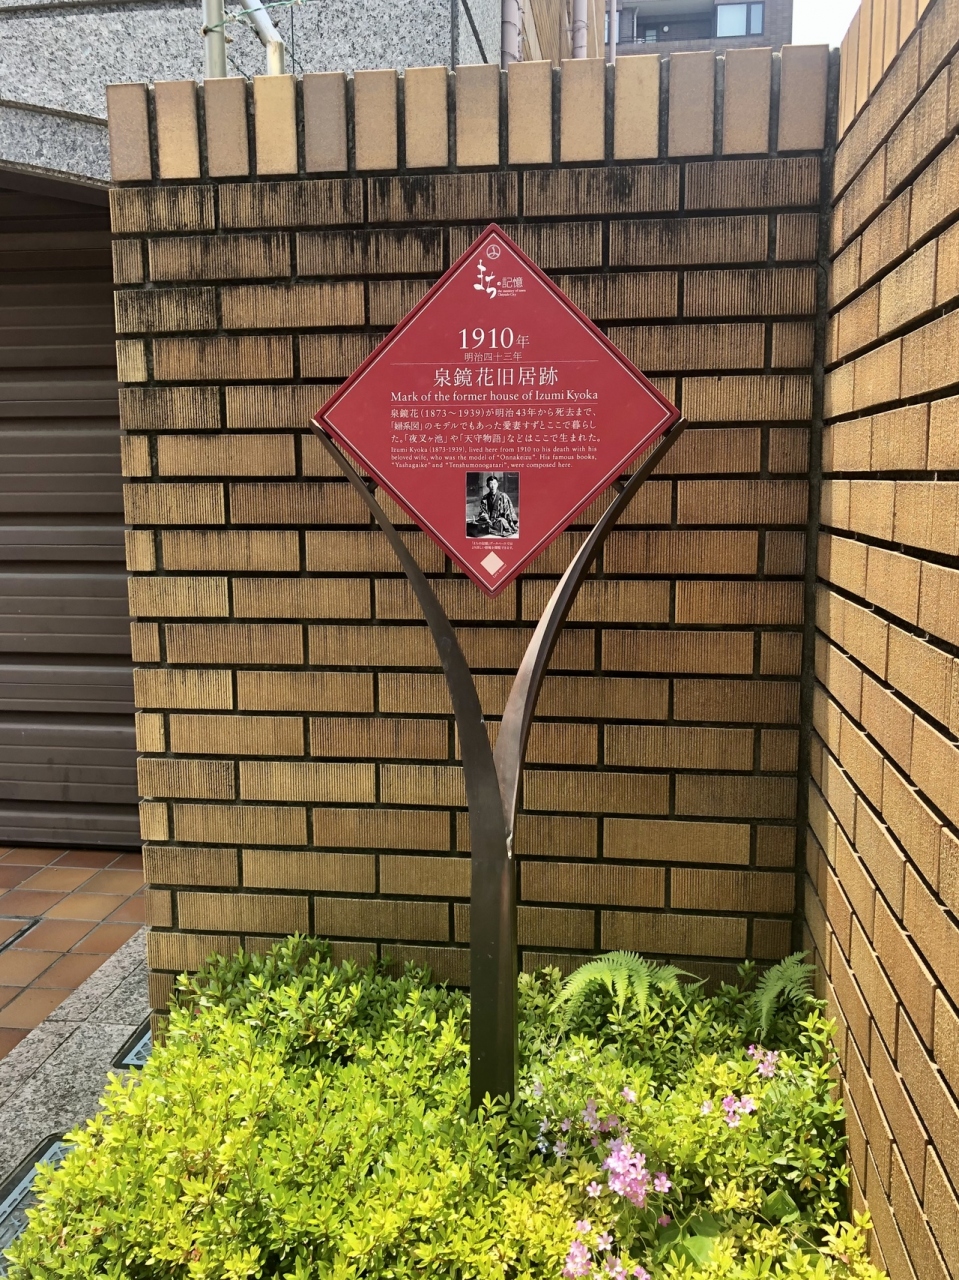 まちの記憶
the memory of town
Chiyoda City
1910年
明治四十三年
泉鏡花旧居跡
Mark of the former house of Izumi Kyoka
泉鏡花(1873〜1939)が明治43年から死去まで、
「婦系図」のモデルでもあった愛妻すずとここで暮らし
た。「夜叉ヶ池」や「天守物語」などはここで生まれた。
Izumi Kyoka (1873-1939), lived here from 1910 to his death with his
beloved wife, who was the model of "Onnakeizu". His famous books,
"Yashagaike" and "Tenshumonogatari", were composed here.